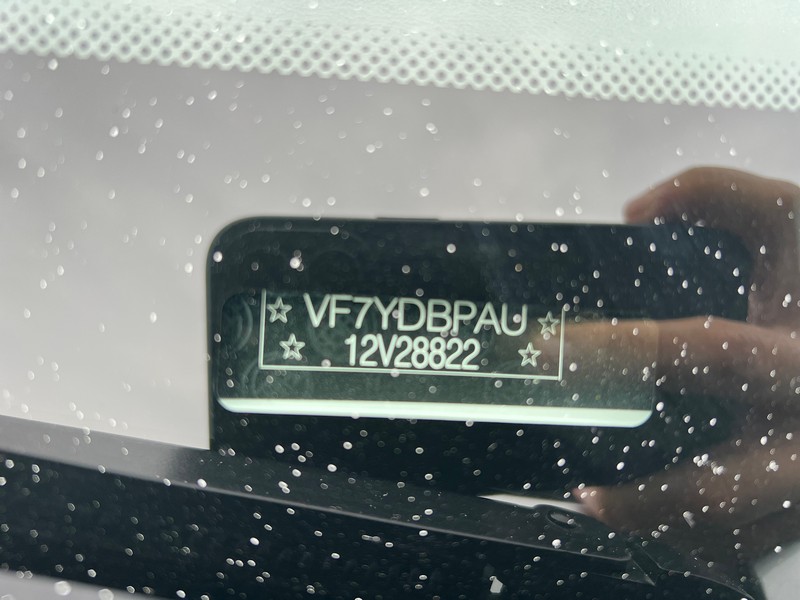 ☆ VF7YDBPAU ☆
☆ 12V28822 ☆